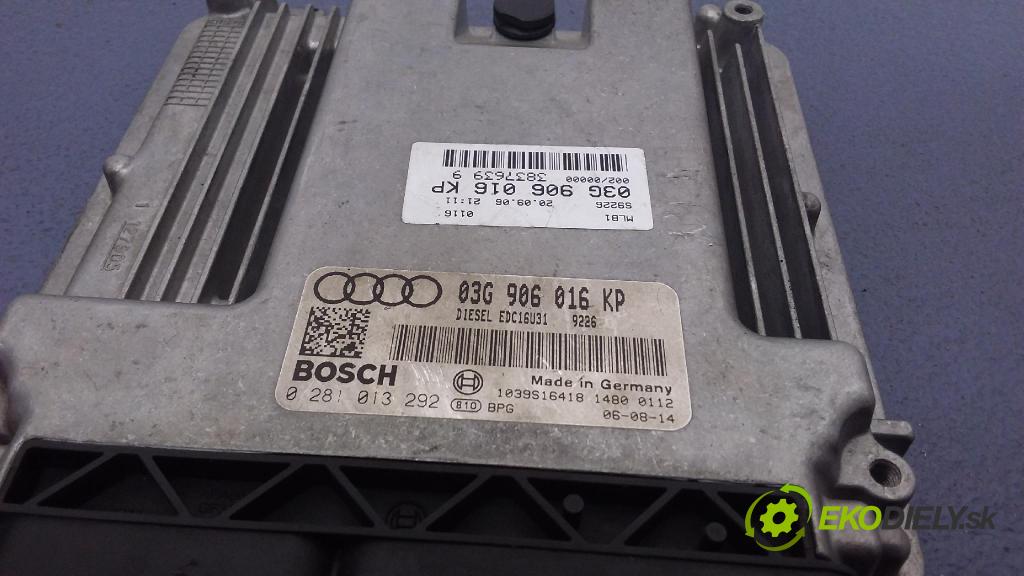 MLB1
0116
S9226
20.09.06 21:11
03G 906 016 KP
002/00000
3837639 9
03G 906 016 KP
DIESEL EDC16U31 9226
BOSCH
Made in Germany
1039S16418 1480 0112
0 281 013 292
810
BPG
06-08-14
EKODIELY.sk